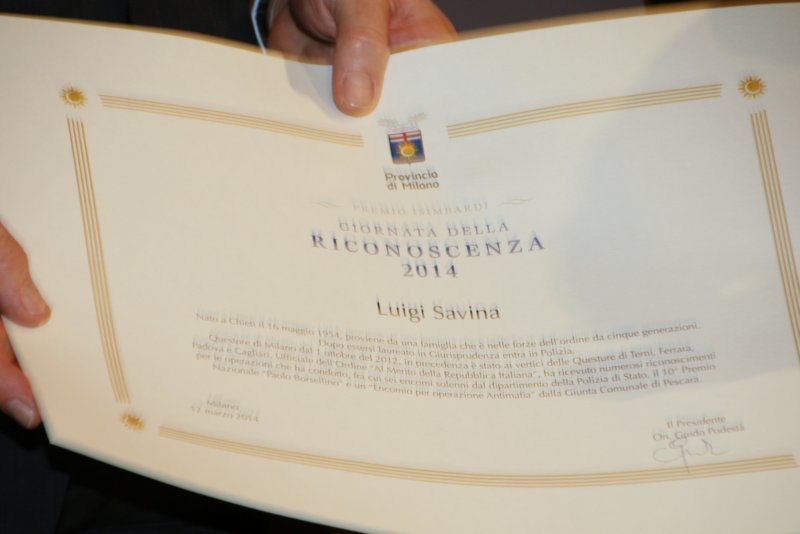 Provincia
di Milano
PREMIO ISIMBARDI
GIORNATA DELLA
RICONOSCENZA
2014
Luigi Savina
Nato a Chieti il 16 maggio 1954, proviene da una famiglia che è nelle forze dell'ordine da cinque generazioni.
Dopo essersi laureato in Giurisprudenza entra in Polizia.
Questore di Milano dal 1 ottobre del 2012, in precedenza è stato ai vertici delle Questure di Terni, Ferrara,
Padova e Cagliari, Ufficiale dell'Ordine "Al Merito della Repubblica Italiana", ha ricevuto numerosi riconoscimenti
per le operazioni che ha condotto, fra cui sei encomi solenni dal dipartimento della Polizia di Stato, il 10° Premio
Nazionale "Paolo Borsellino" e un "Encomio per operazione Antimafia" dalla Giunta Comunale di Pescara.
Milano
17 marzo 2014
Il Presidente
On. Guido Podestà